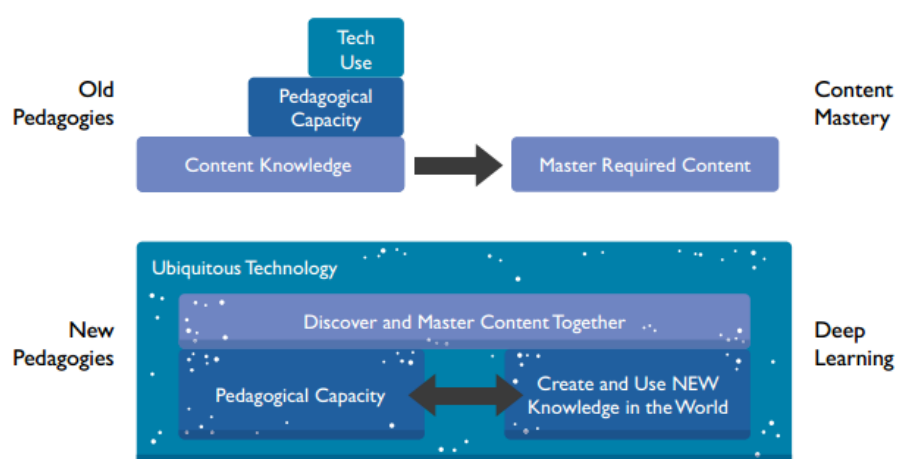 Tech
Use
Old
Pedagogies
Pedagogical
Capacity
Content
Mastery
Content Knowledge
Master Required Content
Ubiquitous Technology
New
Pedagogies
Discover and Master Content Together
Deep
Learning
Pedagogical Capacity
Create and Use NEW
Knowledge in the World